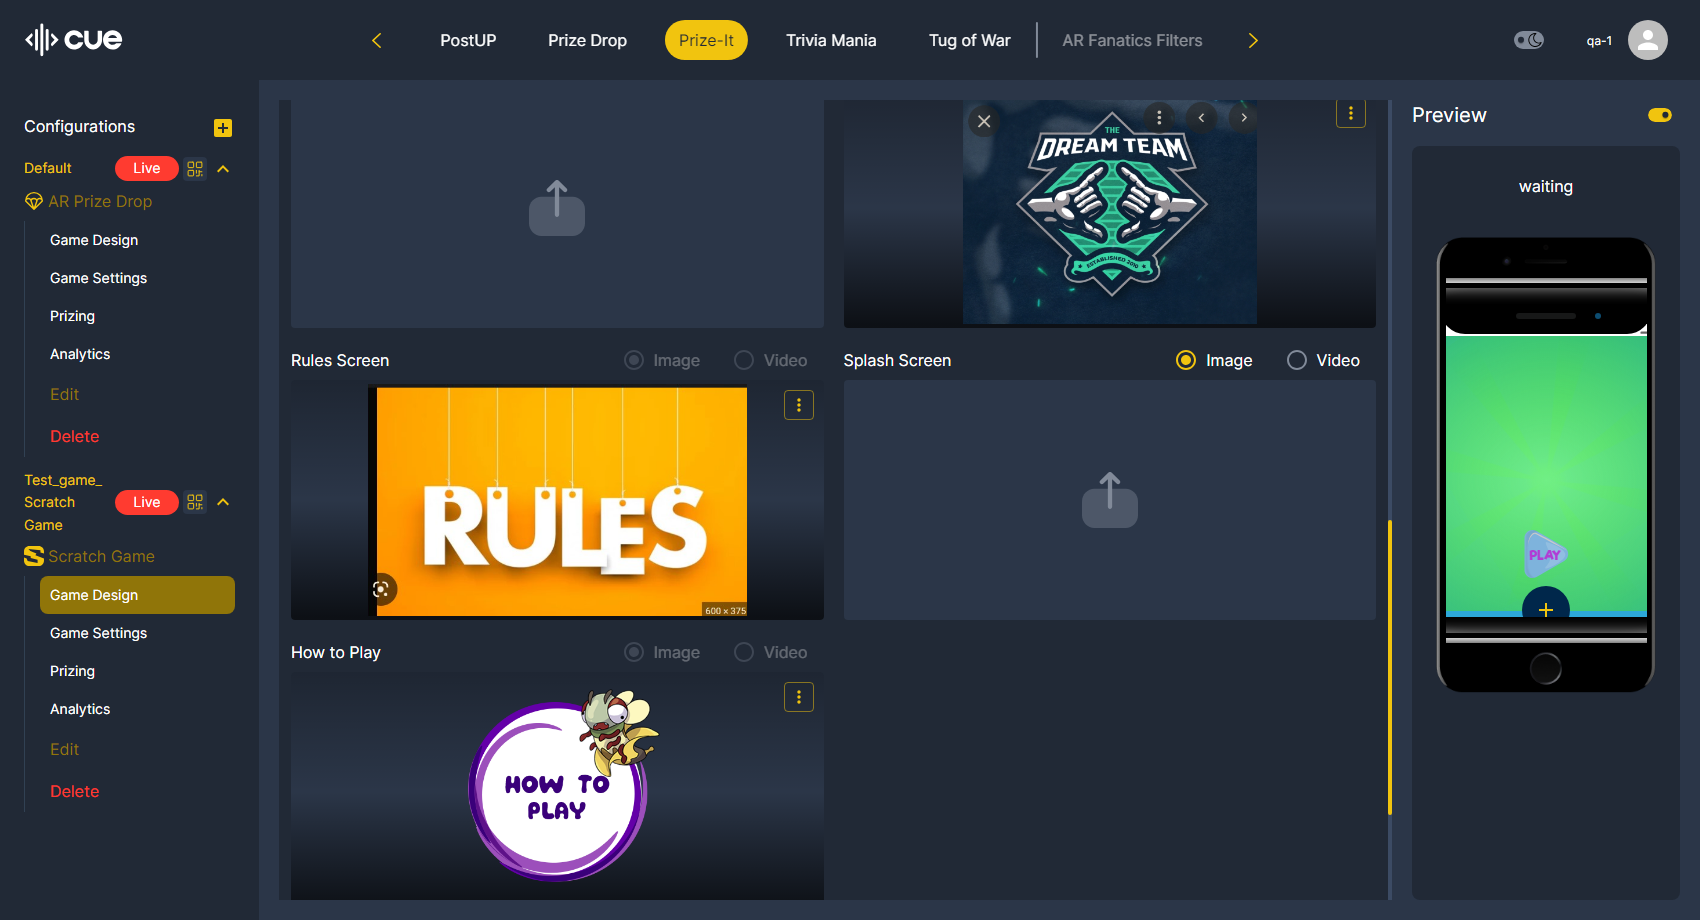 cue
PostUP
Prize Drop
Prize-It
Trivia Mania
Tug of War
AR Fanatics Filters
qa-1
Configurations
Default
Live
AR Prize Drop
Game Design
Game Settings
Prizing
Analytics
Edit
Delete
Test_game_
Scratch
Game
Live
Scratch Game
Game Design
Game Settings
Prizing
Analytics
Edit
Delete
THE
DREAM TEAM
ESTABLISHED 2010
Rules Screen
Image
Video
Splash Screen
Image
Video
RULES
600 × 375
How to Play
Image
Video
HOW TO
PLAY
Preview
waiting
PLAY